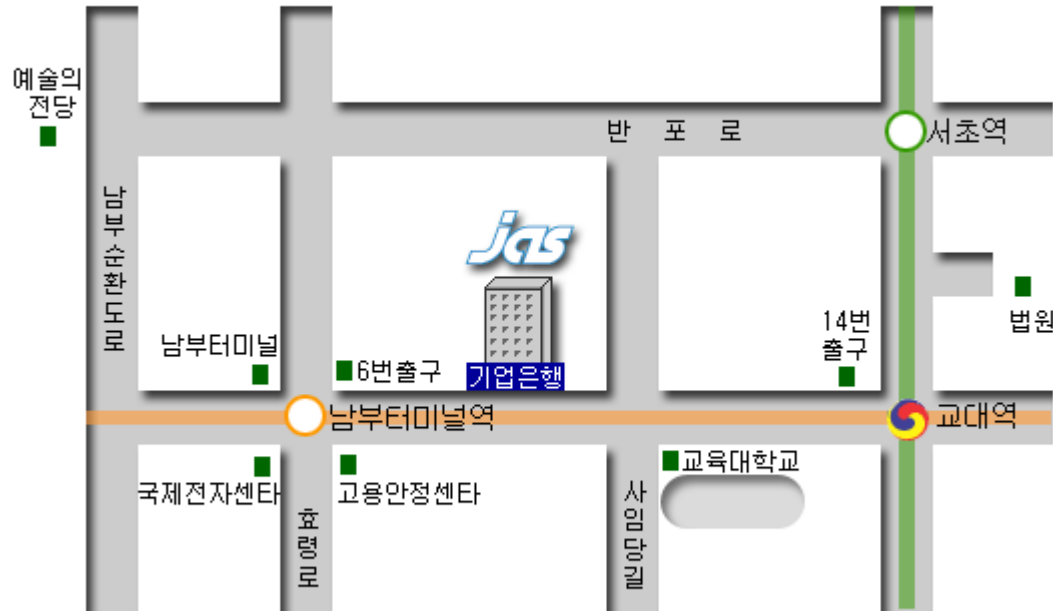 예술의
전당
반 포 로
서초역
남부순환도로
jas
14번
출구
법원
남부터미널
6번출구
기업은행
남부터미널역
교대역
교육대학교
국제전자센타
고용안정센타
효령로
사임당길